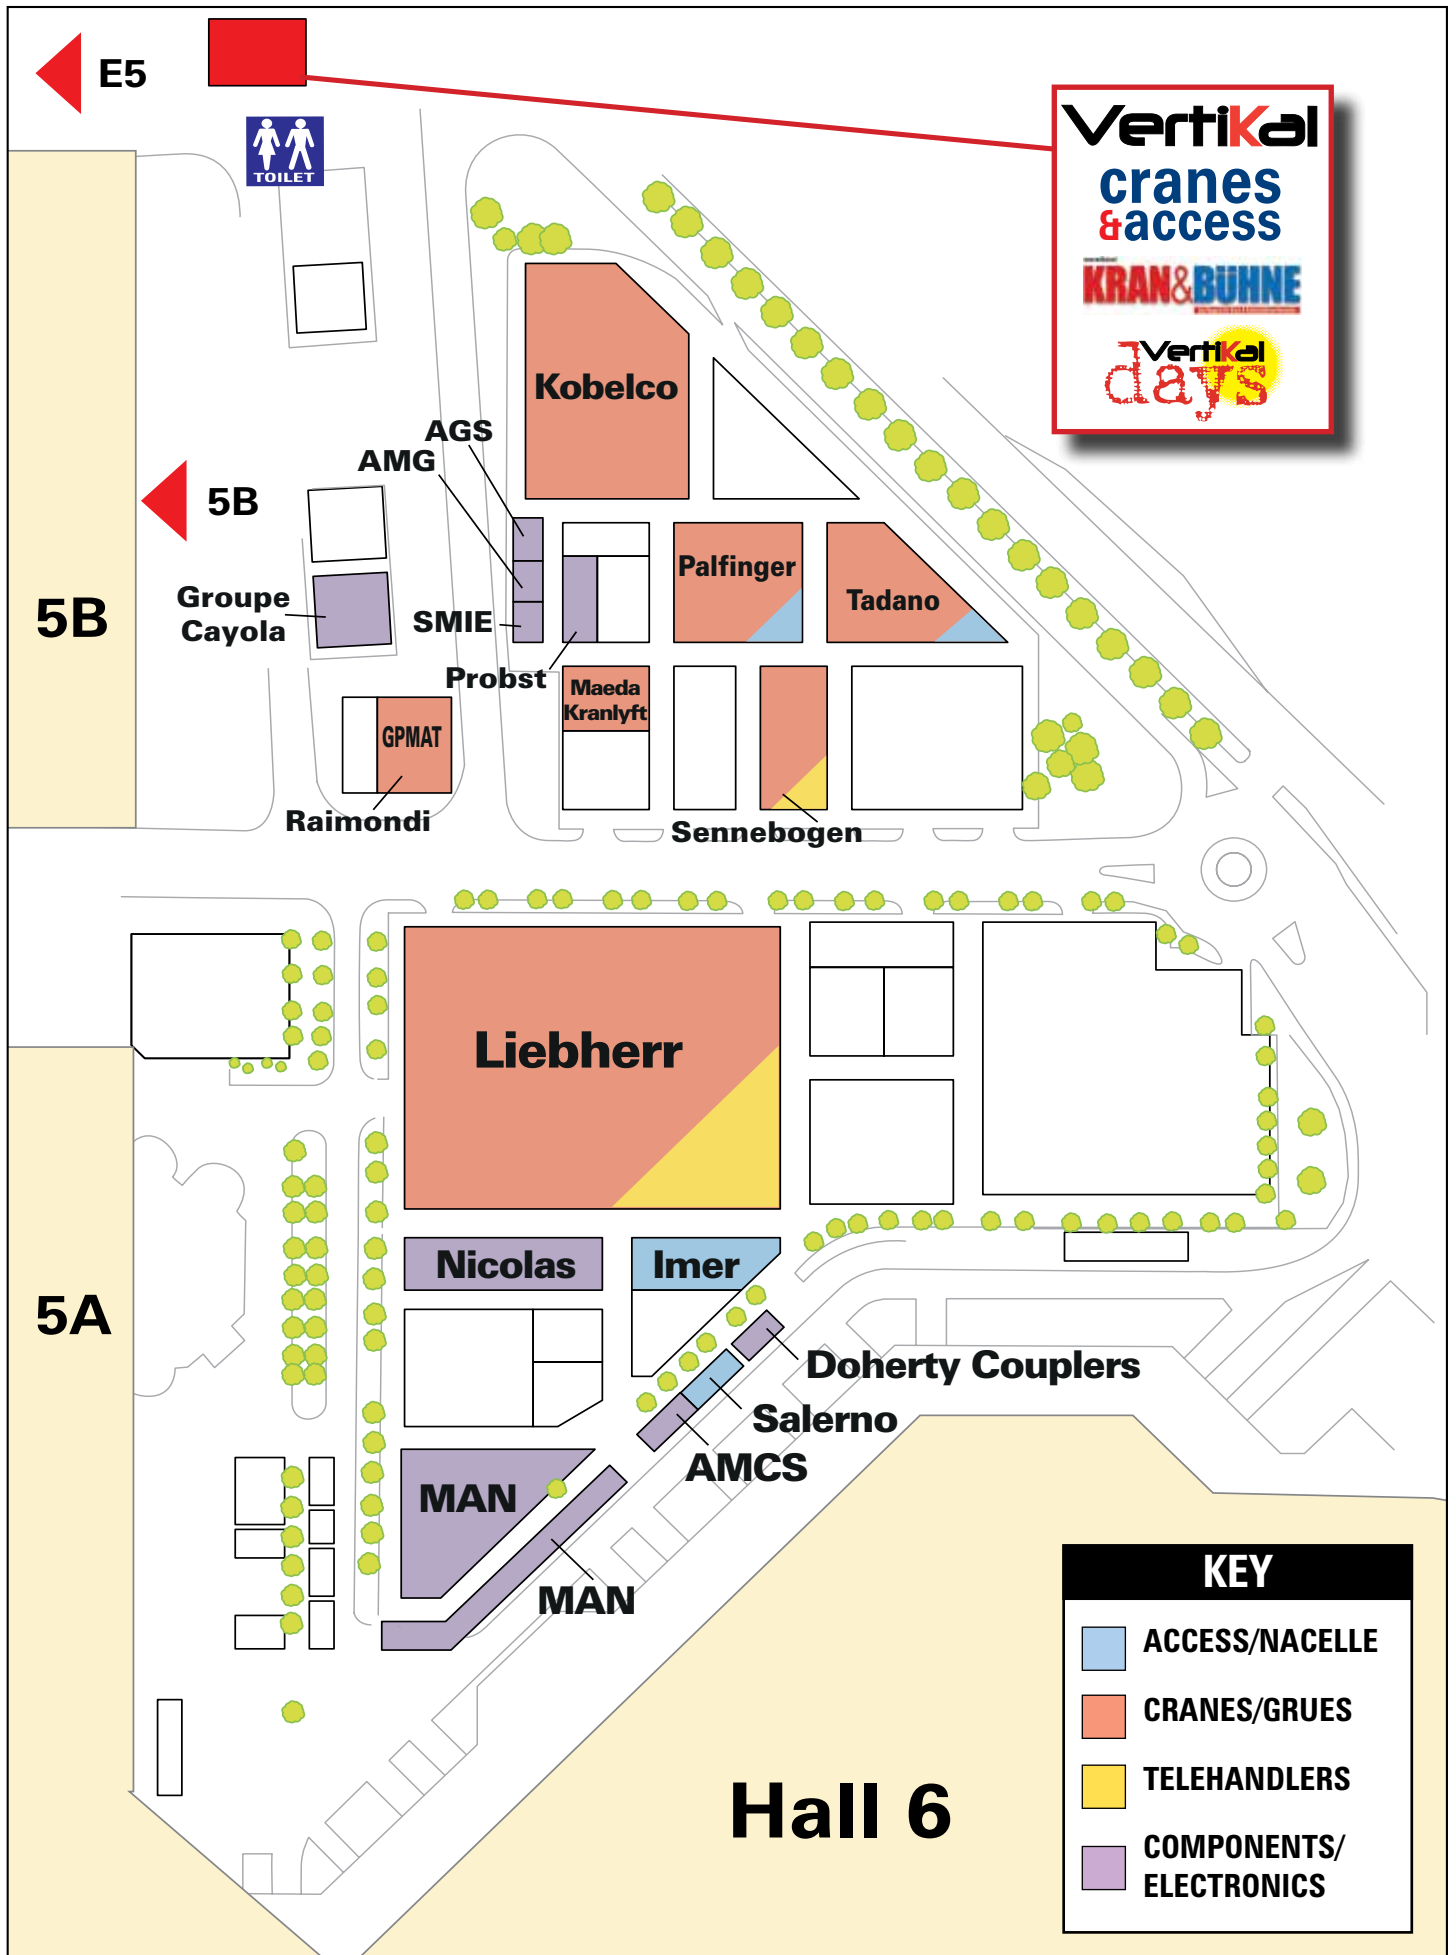 E5
TOILET
VertiKal
cranes
&access
KRAN&BÜHNE
VertiKal
days
Kobelco
AGS
AMG
5B
5B
Groupe
Cayola
SMIE
Probst
Palfinger
Tadano
Maeda
Kranlyft
GPMAT
Raimondi
Sennebogen
Liebherr
Nicolas
Imer
5A
Doherty Couplers
Salerno
AMCS
MAN
MAN
Hall 6
KEY
ACCESS/NACELLE
CRANES/GRUES
TELEHANDLERS
COMPONENTS/
ELECTRONICS